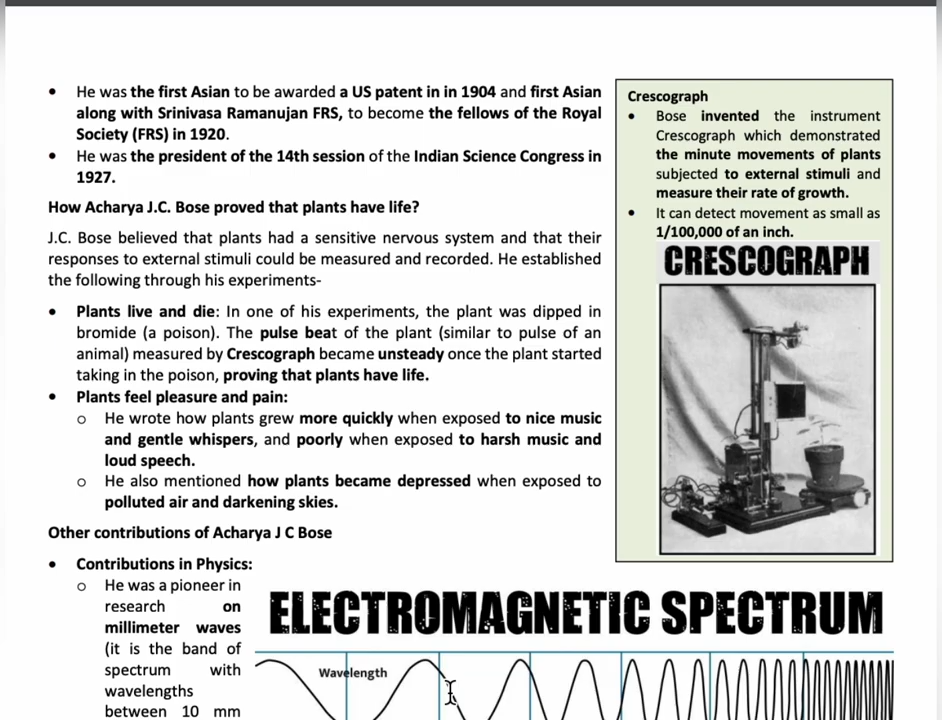 • He was the first Asian to be awarded a US patent in in 1904 and first Asian
along with Srinivasa Ramanujan FRS, to become the fellows of the Royal
Society (FRS) in 1920.
• He was the president of the 14th session of the Indian Science Congress in
1927.
How Acharya J.C. Bose proved that plants have life?
J.C. Bose believed that plants had a sensitive nervous system and that their
responses to external stimuli could be measured and recorded. He established
the following through his experiments-
• Plants live and die: In one of his experiments, the plant was dipped in
bromide (a poison). The pulse beat of the plant (similar to pulse of an
animal) measured by Crescograph became unsteady once the plant started
taking in the poison, proving that plants have life.
• Plants feel pleasure and pain:
o He wrote how plants grew more quickly when exposed to nice music
and gentle whispers, and poorly when exposed to harsh music and
loud speech.
o He also mentioned how plants became depressed when exposed to
polluted air and darkening skies.
Other contributions of Acharya J C Bose
• Contributions in Physics:
o He was a pioneer in
research on
millimeter waves
(it is the band of
spectrum with
wavelengths
between 10 mm
Crescograph
• Bose invented the instrument
Crescograph which demonstrated
the minute movements of plants
subjected to external stimuli and
measure their rate of growth.
• It can detect movement as small as
1/100,000 of an inch.
CRESCOGRAPH
ELECTROMAGNETIC SPECTRUM
Wavelength